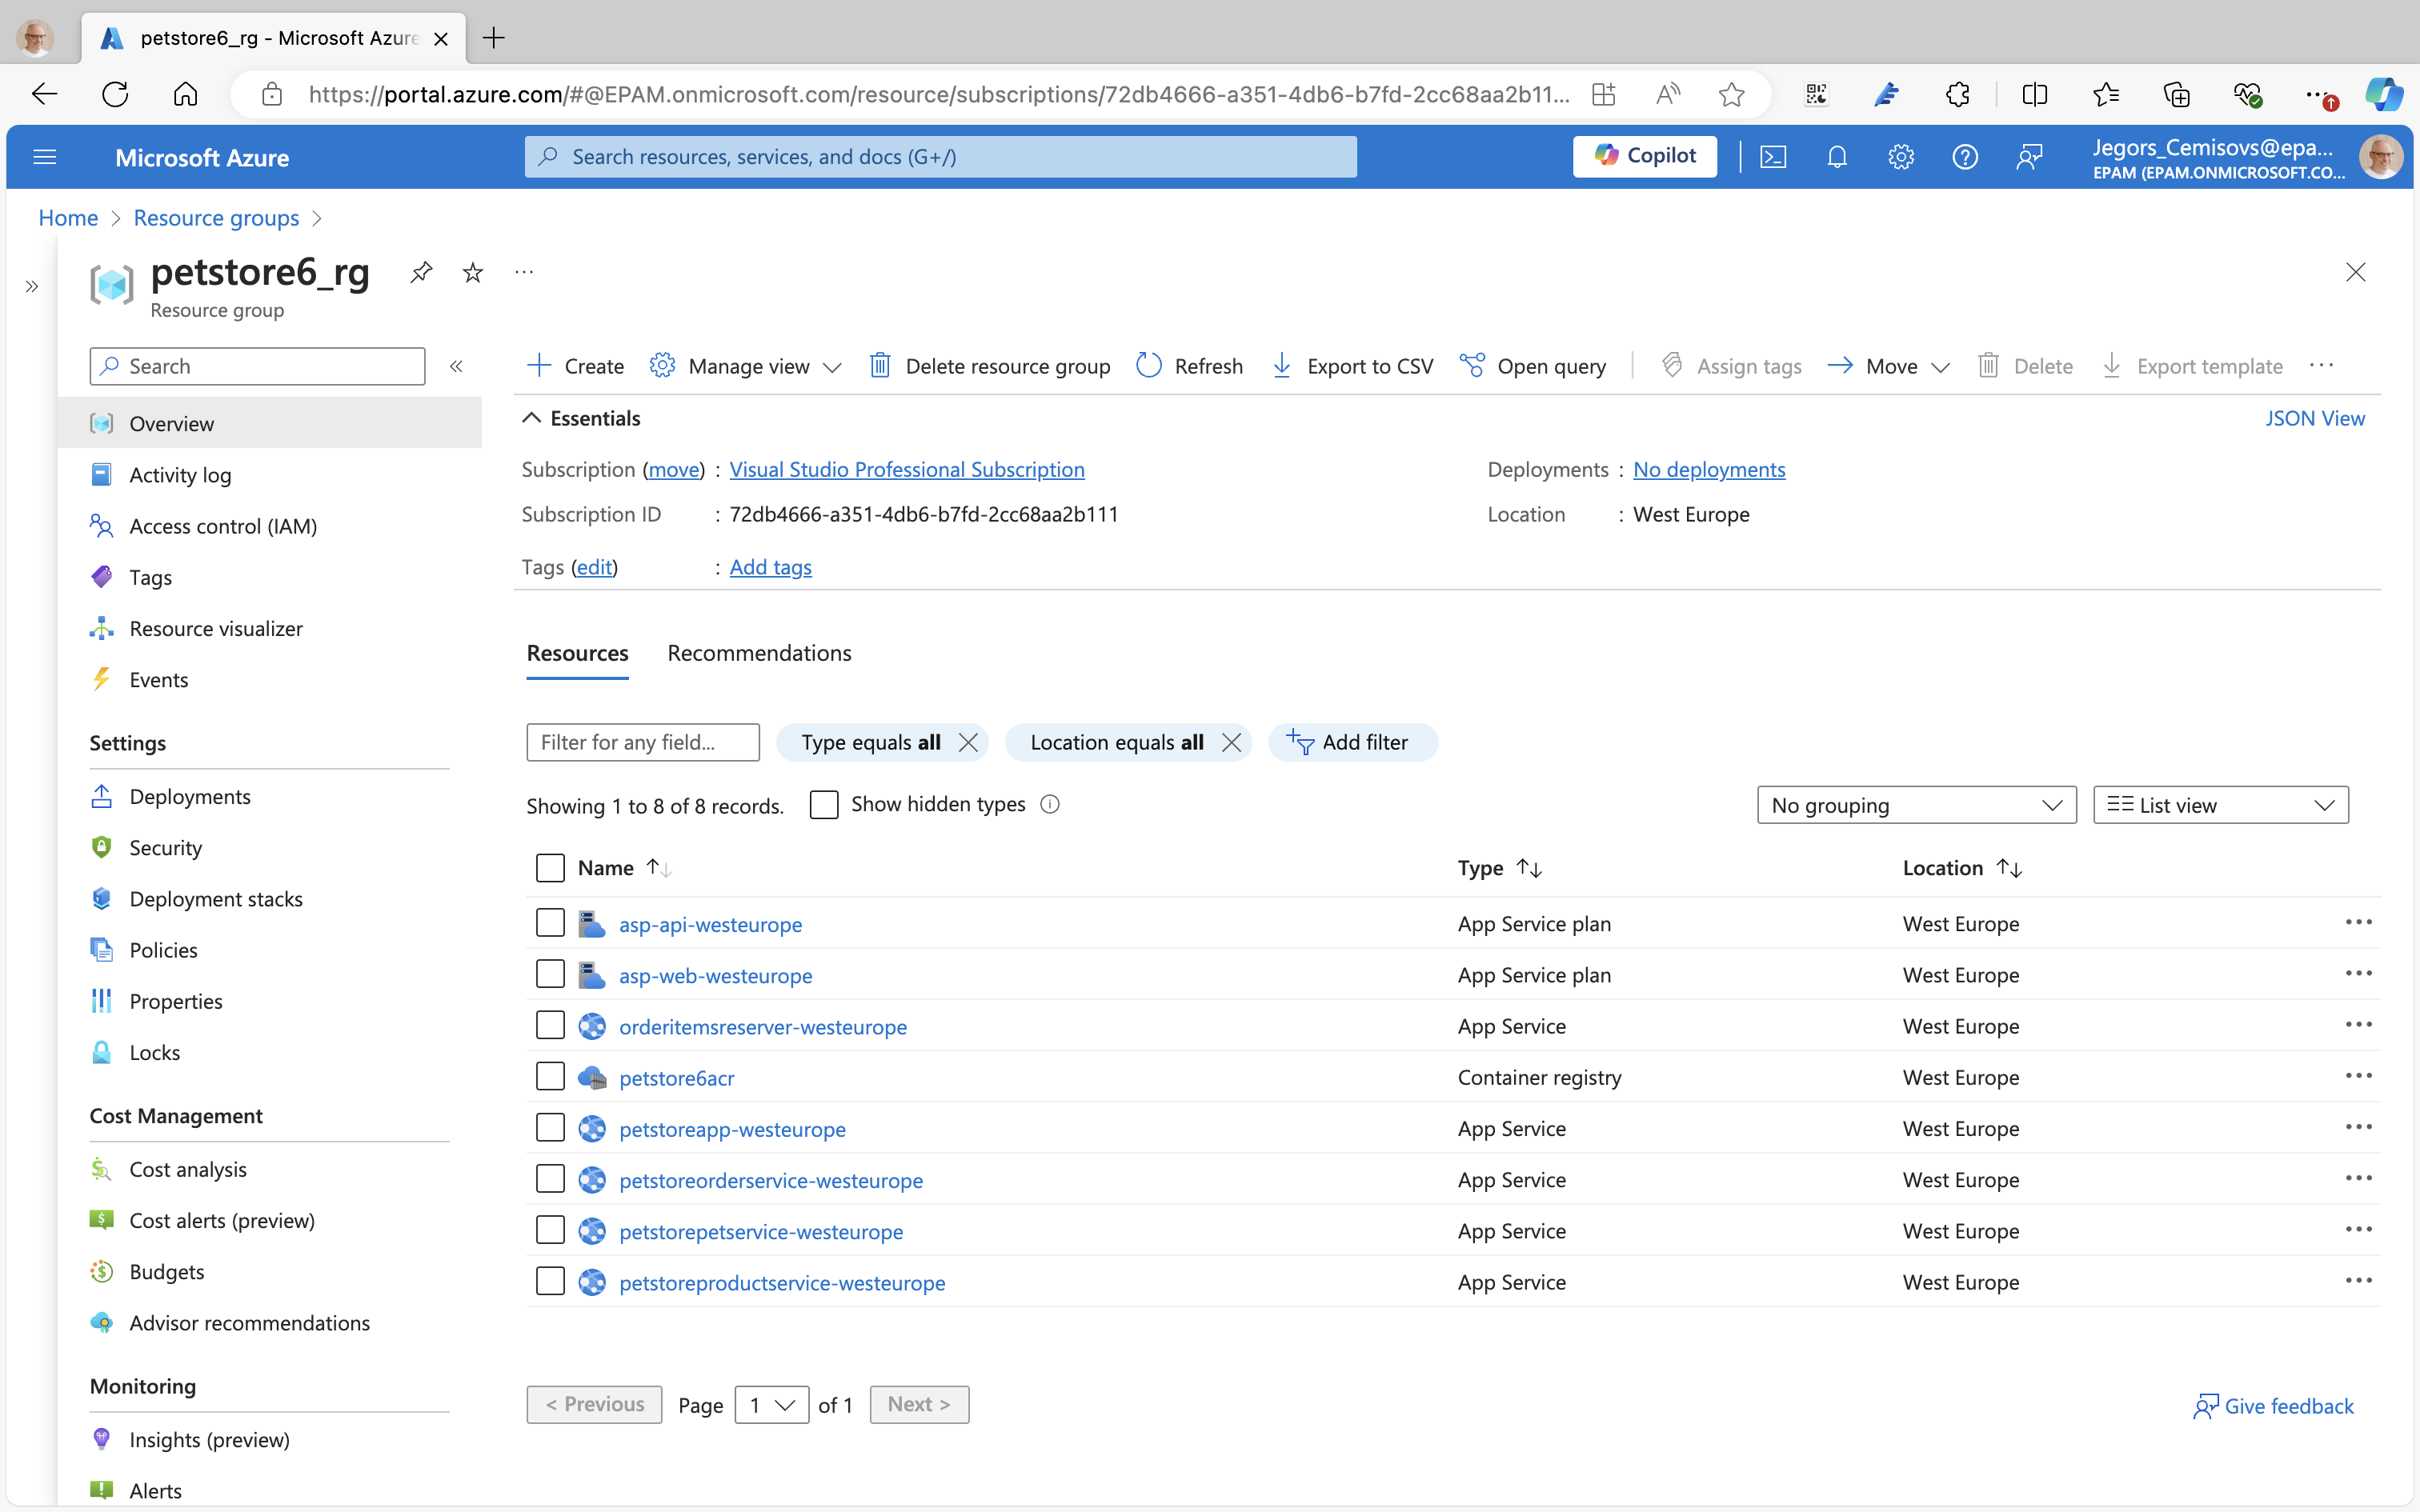 petstore6_rg - Microsoft Azure
https://portal.azure.com/#@EPAM.onmicrosoft.com/resource/subscriptions/72db4666-a351-4db6-b7fd-2cc68aa2b11...
Microsoft Azure
Search resources, services, and docs (G+/)
Copilot
Jegors_Cemisovs@epa...
EPAM (EPAM.ONMICROSOFT.CO...
Home > Resource groups >
petstore6_rg
Resource group
Search
Create
Manage view
Delete resource group
Refresh
Export to CSV
Open query
Assign tags
Move
Delete
Export template
Overview
Activity log
Access control (IAM)
Tags
Resource visualizer
Events
Settings
Deployments
Security
Deployment stacks
Policies
Properties
Locks
Cost Management
Cost analysis
Cost alerts (preview)
Budgets
Advisor recommendations
Monitoring
Insights (preview)
Alerts
Essentials
JSON View
Subscription (move) : Visual Studio Professional Subscription
Deployments : No deployments
Subscription ID : 72db4666-a351-4db6-b7fd-2cc68aa2b111
Location : West Europe
Tags (edit) : Add tags
Resources Recommendations
Filter for any field...
Type equals all
Location equals all
Add filter
Showing 1 to 8 of 8 records.
Show hidden types
No grouping
List view
Name Type Location
asp-api-westeurope App Service plan West Europe
asp-web-westeurope App Service plan West Europe
orderitemsreserver-westeurope App Service West Europe
petstore6acr Container registry West Europe
petstoreapp-westeurope App Service West Europe
petstoreorderservice-westeurope App Service West Europe
petstorepetservice-westeurope App Service West Europe
petstoreproductservice-westeurope App Service West Europe
< Previous Page 1 of 1 Next >
Give feedback